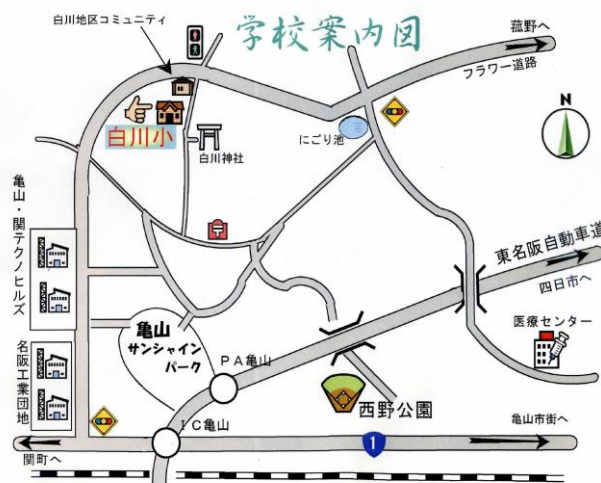 学校案内図
白川地区コミュニティ
菰野へ
フラワー道路
N
白川小
白川神社
にごり池
亀山・関テクノヒルズ
東名阪自動車道
四日市へ
医療センター
亀山
サンシャイン
パーク
PA亀山
名阪工業団地
西野公園
IC亀山
1
関町へ
亀山市街へ